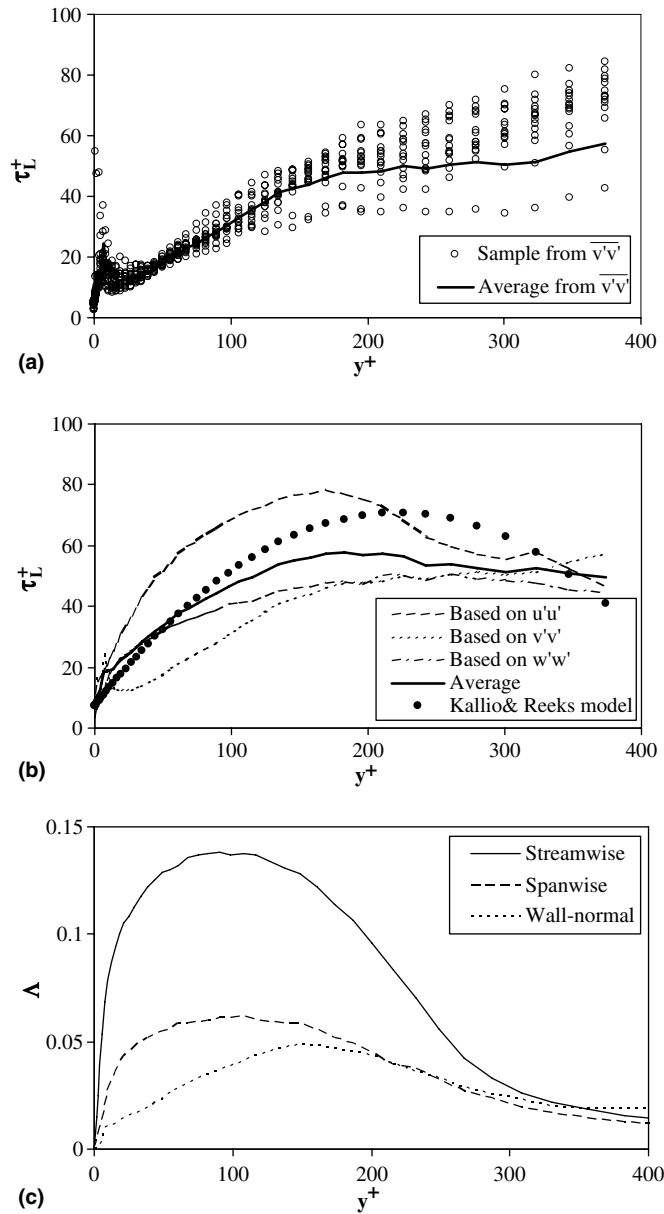 100
80
60
40
20
0
τL+
0 100 200 300 400
y+
Sample from v'v'
Average from v'v'
(a)
100
80
60
40
20
0
τL+
0 100 200 300 400
y+
Based on u'u'
Based on v'v'
Based on w'w'
Average
Kallio& Reeks model
(b)
0.15
0.1
0.05
0
Λ
0 100 200 300 400
y+
Streamwise
Spanwise
Wall-normal
(c)